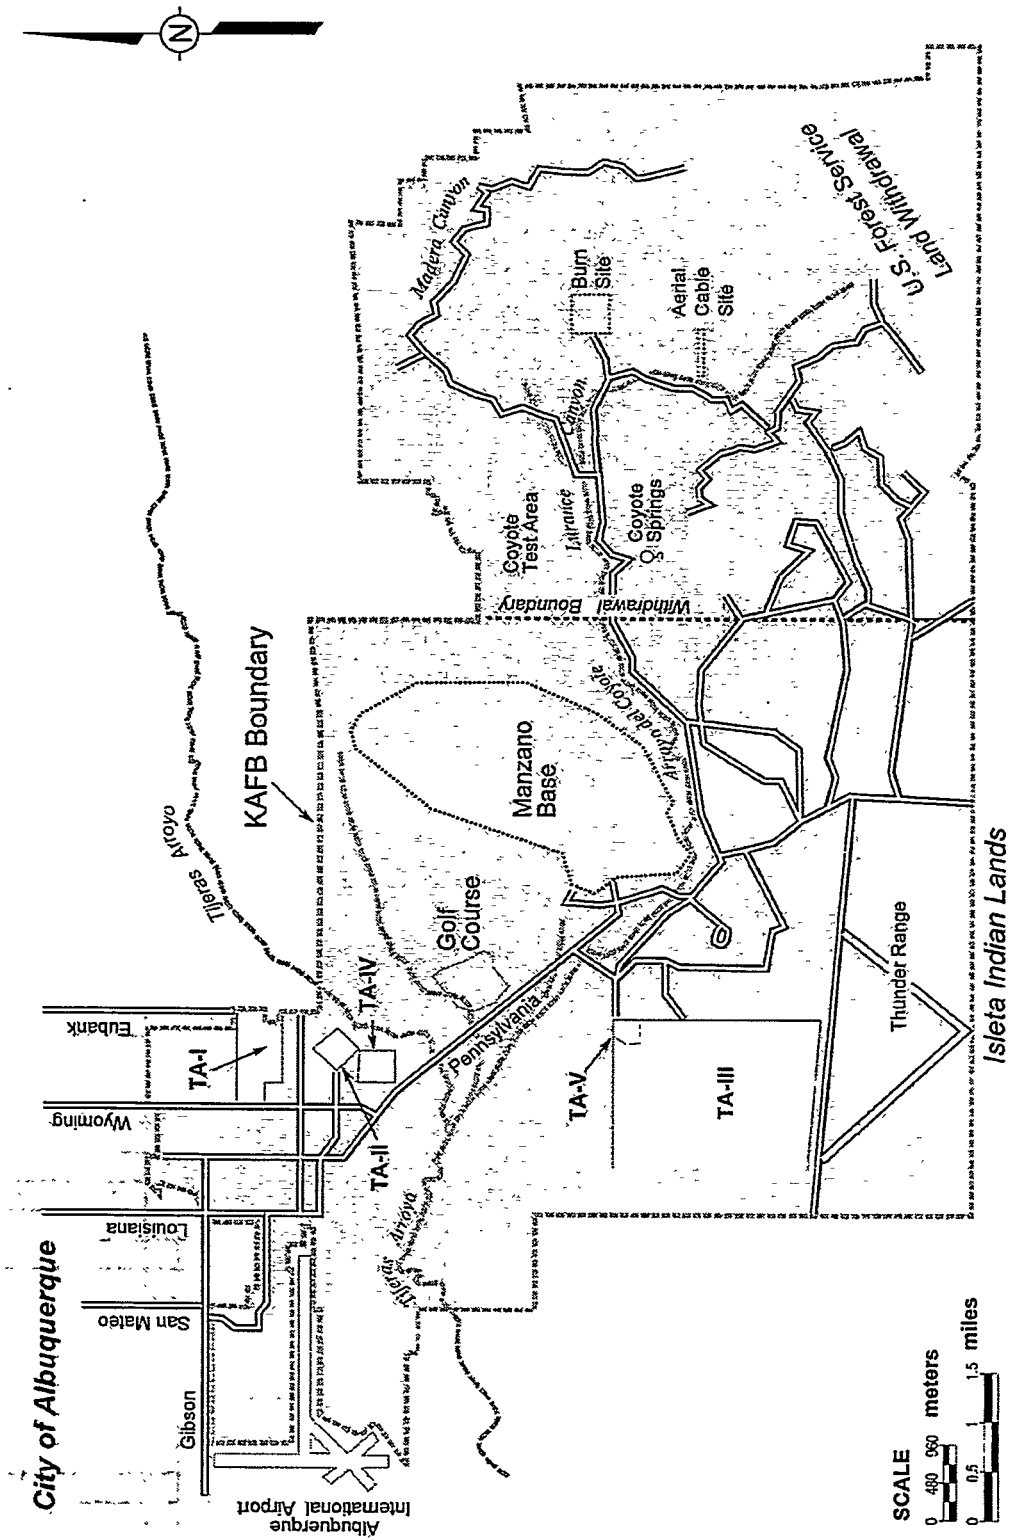 City of Albuquerque
N
Gibson
San Mateo
Louisiana
Wyoming
Eubank
Albuquerque
International Airport
TA-I
TA-II
TA-IV
Tijeras Arroyo
Tijeras Arroyo
KAFB Boundary
Pennsylvania
Golf
Course
Manzano
Base
Arroyo del Coyote
Withdrawal Boundary
Coyote
Test Area
Lurance Canyon
Madera Canyon
Coyote
Springs
Burn
Site
Aerial
Cable
Site
U.S. Forest Service
Land Withdrawal
TA-V
TA-III
Thunder Range
Isleta Indian Lands
SCALE
0 480 960 meters
0 0.5 1 1.5 miles